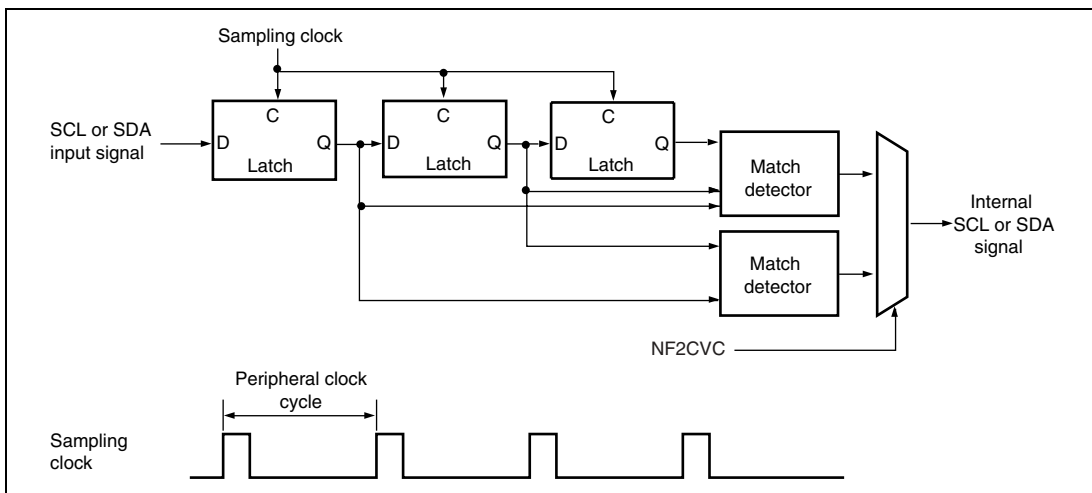 Sampling clock
SCL or SDA
input signal
C
D
Q
Latch
C
D
Q
Latch
C
D
Q
Latch
Match
detector
Match
detector
Internal
SCL or SDA
signal
NF2CVC
Peripheral clock
cycle
Sampling
clock